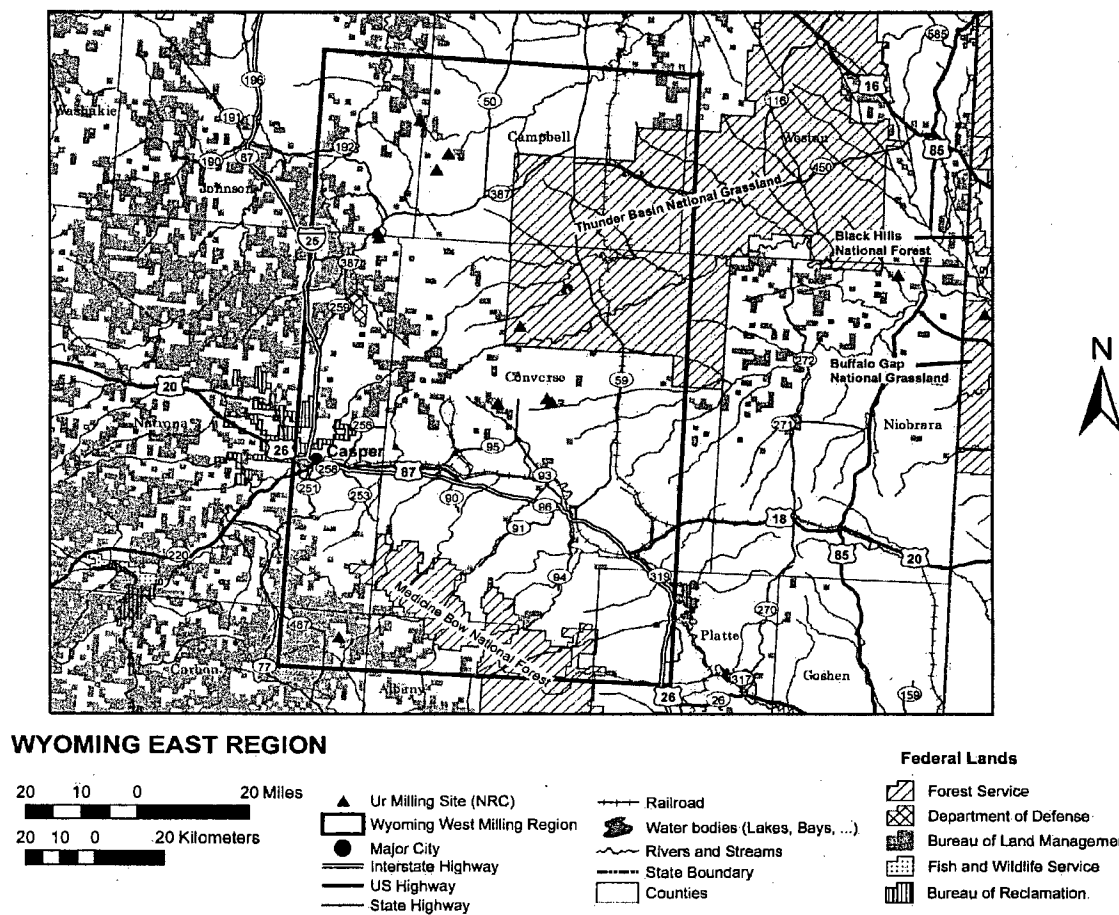 585
196
50
16
116
Washakie
Campbell
Weston
191
192
85
87
190
450
Johnson
387
Thunder Basin National Grassland
Black Hills
National Forest
25
387
259
272
Converse
59
Buffalo Gap
National Grassland
20
271
Niobrara
256
26
95
Casper
258
87
93
251
253
90
86
18
91
85
20
220
94
319
Medicine Bow National Forest
270
487
Platte
77
Carbon
Albany
317
Goshen
26
26
159
N
WYOMING EAST REGION
20 10 0 20 Miles
20 10 0 20 Kilometers
Ur Milling Site (NRC)
Wyoming West Milling Region
Major City
Interstate Highway
US Highway
State Highway
Railroad
Water bodies (Lakes, Bays, ...)
Rivers and Streams
State Boundary
Counties
Federal Lands
Forest Service
Department of Defense
Bureau of Land Manageme
Fish and Wildlife Service
Bureau of Reclamation